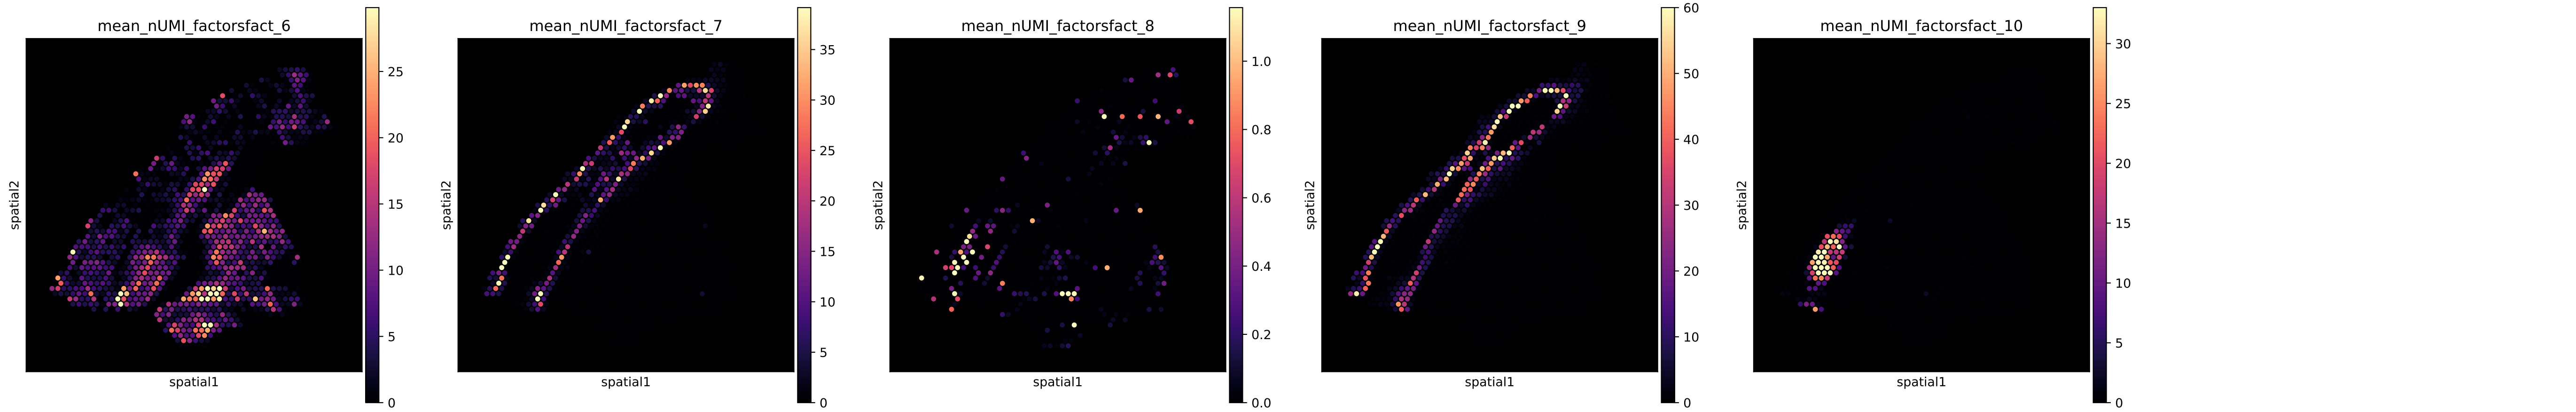 mean_nUMI_factorsfact_6
spatial2
spatial1
25
20
15
10
5
0
mean_nUMI_factorsfact_7
spatial2
spatial1
35
30
25
20
15
10
5
0
mean_nUMI_factorsfact_8
spatial2
spatial1
1.0
0.8
0.6
0.4
0.2
0.0
mean_nUMI_factorsfact_9
spatial2
spatial1
60
50
40
30
20
10
0
mean_nUMI_factorsfact_10
spatial2
spatial1
30
25
20
15
10
5
0